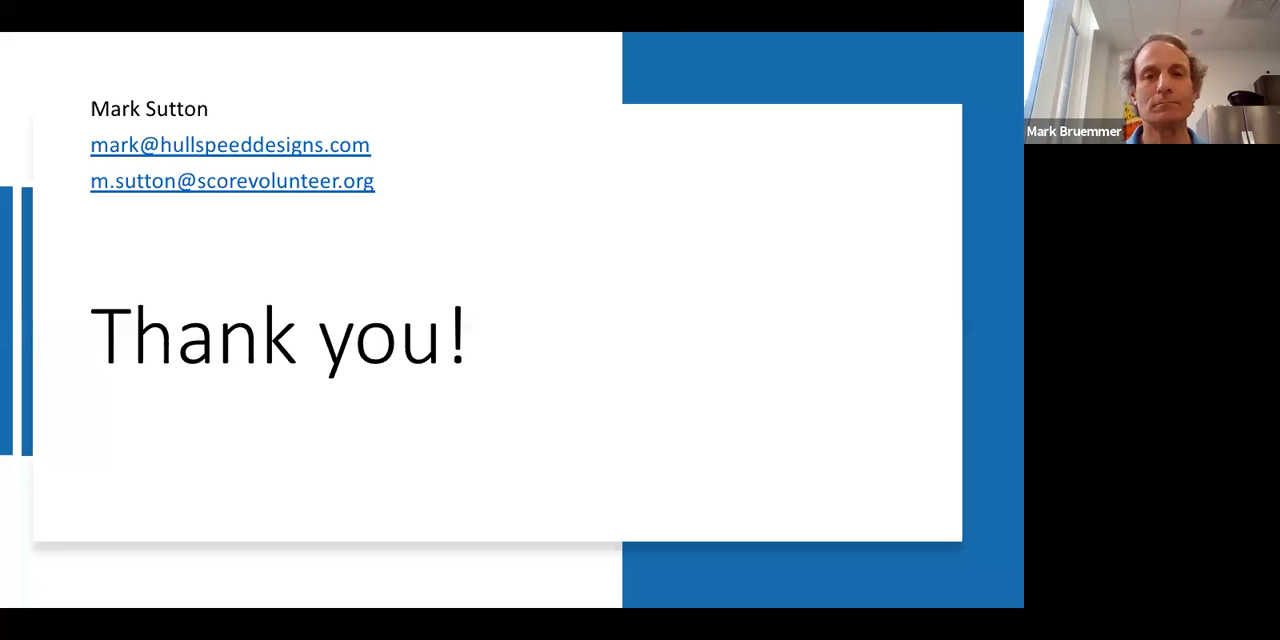 Mark Sutton
mark@hullspeeddesigns.com
m.sutton@scorevolunteer.org
Thank you!
Mark Bruemmer